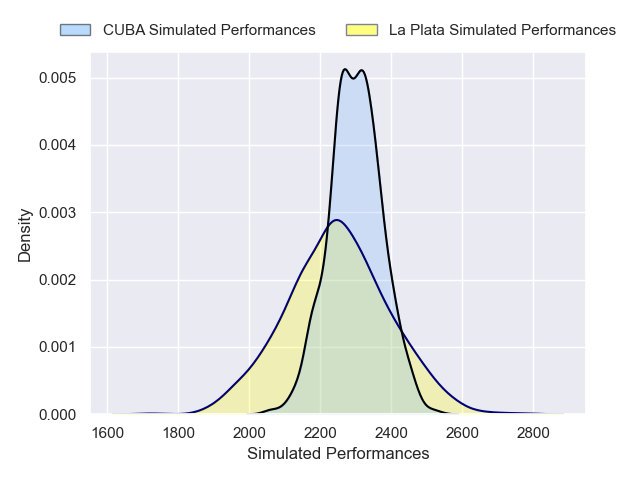 CUBA Simulated Performances La Plata Simulated Performances
0.005
0.004
0.003
0.002
0.001
0.000
Density
1600 1800 2000 2200 2400 2600 2800
Simulated Performances